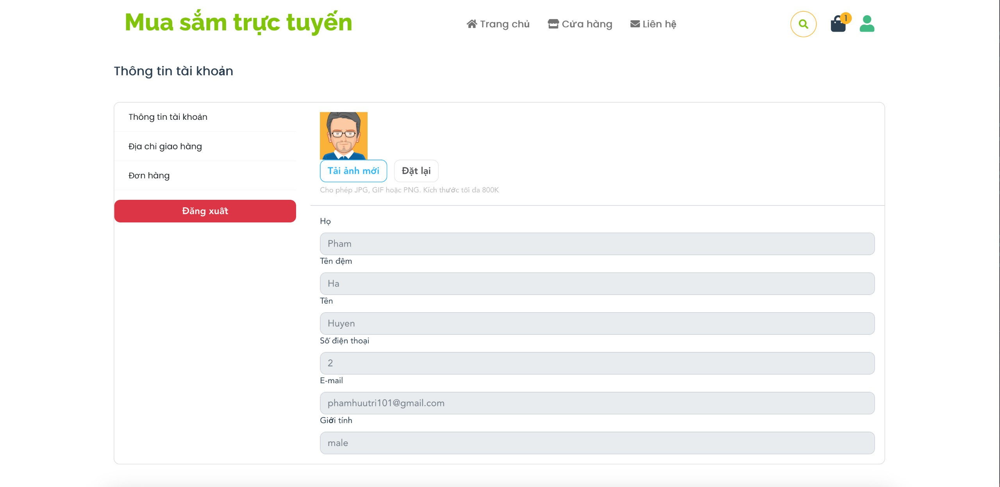 Mua sắm trực tuyến
Trang chủ
Cửa hàng
Liên hệ
1
Thông tin tài khoản
Thông tin tài khoản
Địa chỉ giao hàng
Đơn hàng
Đăng xuất
Tải ảnh mới
Đặt lại
Cho phép JPG, GIF hoặc PNG. Kích thước tối đa 800K
Họ
Pham
Tên đệm
Ha
Tên
Huyen
Số điện thoại
2
E-mail
phamhuutri101@gmail.com
Giới tính
male